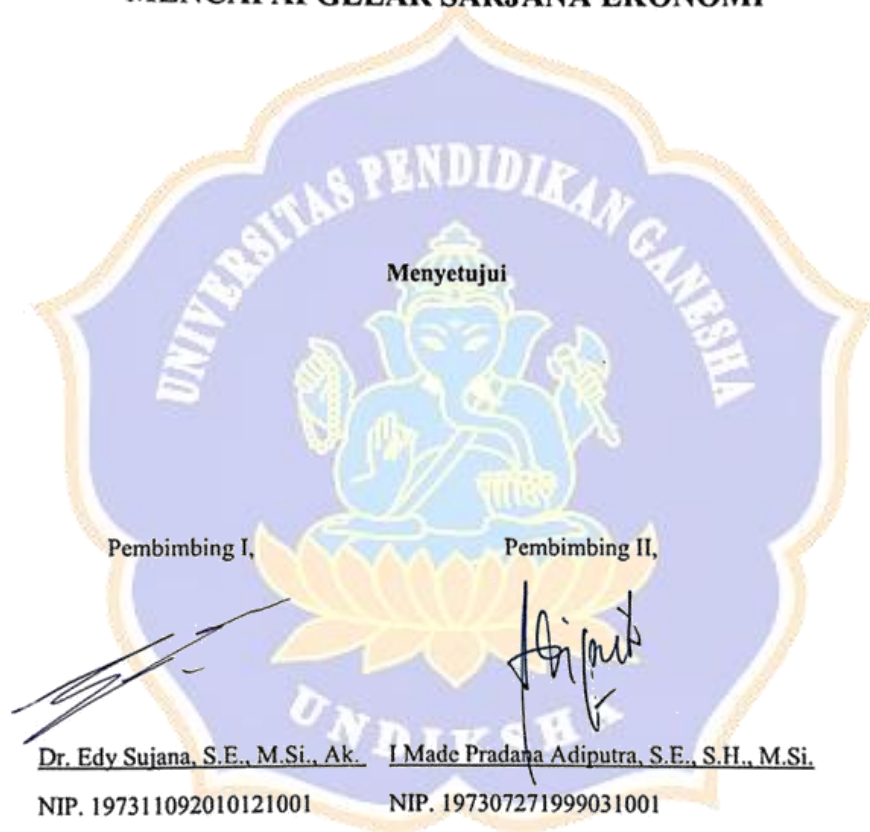 MENCAPAI GELAR SARJANA EKONOMI
UNIVERSITAS PENDIDIKAN GANESHA
Menyetujui
Pembimbing I, Pembimbing II,
UNDIKSHA
Dr. Edy Sujana, S.E., M.Si., Ak. I Made Pradana Adiputra, S.E., S.H., M.Si.
NIP. 197311092010121001 NIP. 197307271999031001